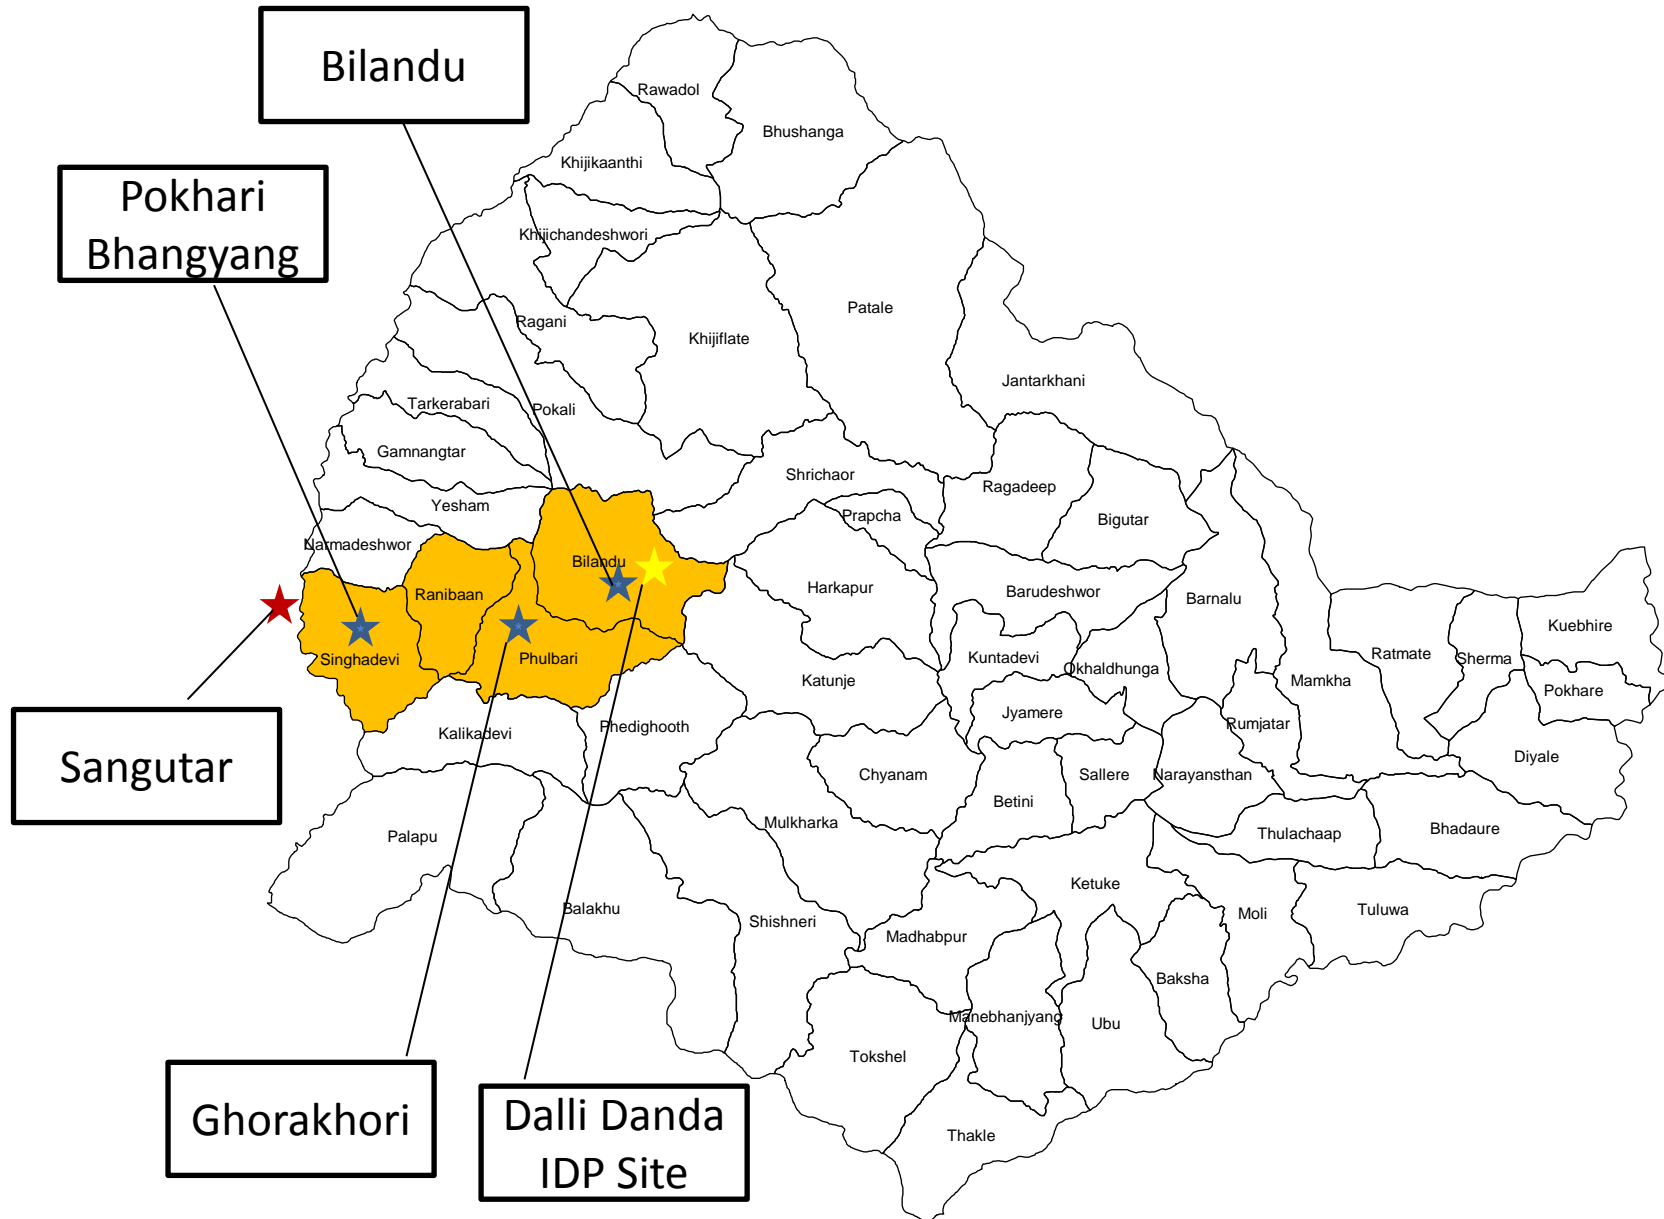 Bilandu
Rawadol
Bhushanga
Khijikaanthi
Pokhari
Bhangyang
Khijichandeshwori
Patale
Ragani
Khijiflate
Jantarkhani
Tarkerabari
Pokali
Gamnangtar
Shrichaor
Ragadeep
Yesham
Prapcha
Bigutar
Narmadeshwor
Bilandu
Ranibaan
Harkapur
Barudeshwor
Barnalu
Kuebhire
Singhadevi
Phulbari
Kuntadevi
Okhaldhunga
Ratmate
Sherma
Katunje
Mamkha
Pokhare
Jyamere
Rumjatar
Kalikadevi
Phedighooth
Sangutar
Chyanam
Sallere
Narayansthan
Diyale
Betini
Mulkharka
Palapu
Thulachaap
Bhadaure
Ketuke
Balakhu
Shishneri
Moli
Tuluwa
Madhabpur
Baksha
Manebhanjyang
Ubu
Tokshel
Ghorakhori
Dalli Danda
IDP Site
Thakle